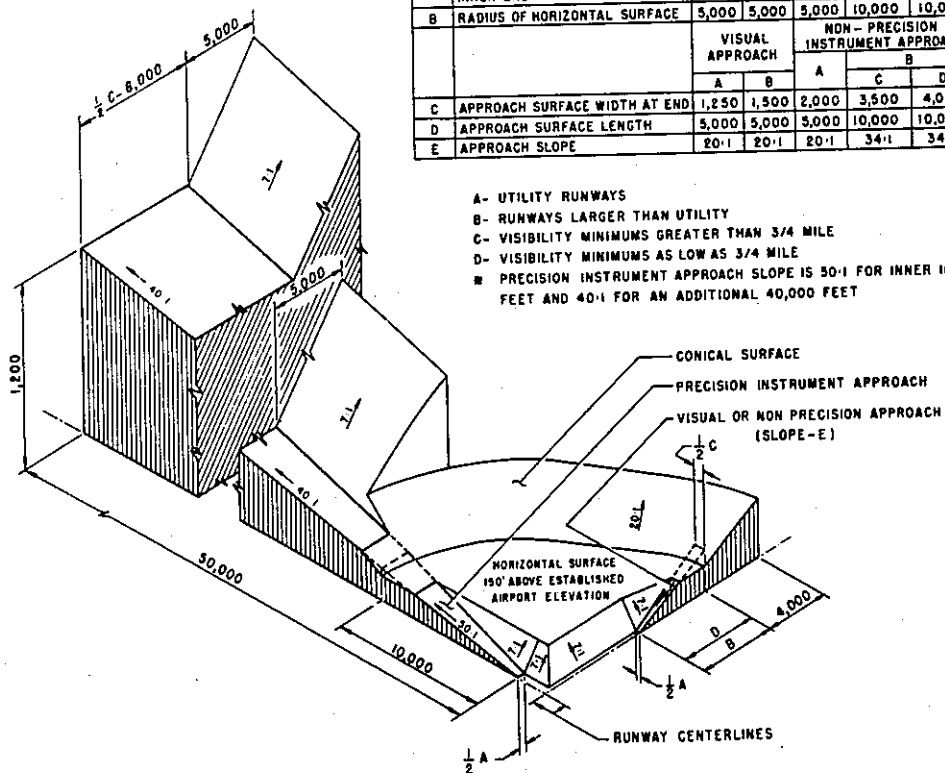 B RADIUS OF HORIZONTAL SURFACE 5,000 5,000 5,000 10,000
VISUAL APPROACH
NON-PRECISION
A B A B
C D
C APPROACH SURFACE WIDTH AT END 1,250 1,500 2,000 3,500
D APPROACH SURFACE LENGTH 5,000 5,000 5,000 10,000
E APPROACH SLOPE 20:1 20:1 20:1 34:1
A- UTILITY RUNWAYS
B- RUNWAYS LARGER THAN UTILITY
C- VISIBILITY MINIMUMS GREATER THAN 3/4 MILE
D- VISIBILITY MINIMUMS AS LOW AS 3/4 MILE
PRECISION INSTRUMENT APPROACH SLOPE IS 50:1 FOR INNER
FEET AND 40:1 FOR AN ADDITIONAL 40,000 FEET
5,000
1/2 C-8,000
7:1
40:1
5,000
1,200
7:1
40:1
CONICAL SURFACE
PRECISION INSTRUMENT APPROACH
VISUAL OR NON PRECISION APPROACH
(SLOPE-E)
1/2 C
20:1
HORIZONTAL SURFACE
150' ABOVE ESTABLISHED
AIRPORT ELEVATION
50,000
50:1
7:1
7:1
7:1
7:1
4,000
D
B
10,000
1/2 A
1/2 A
RUNWAY CENTERLINES